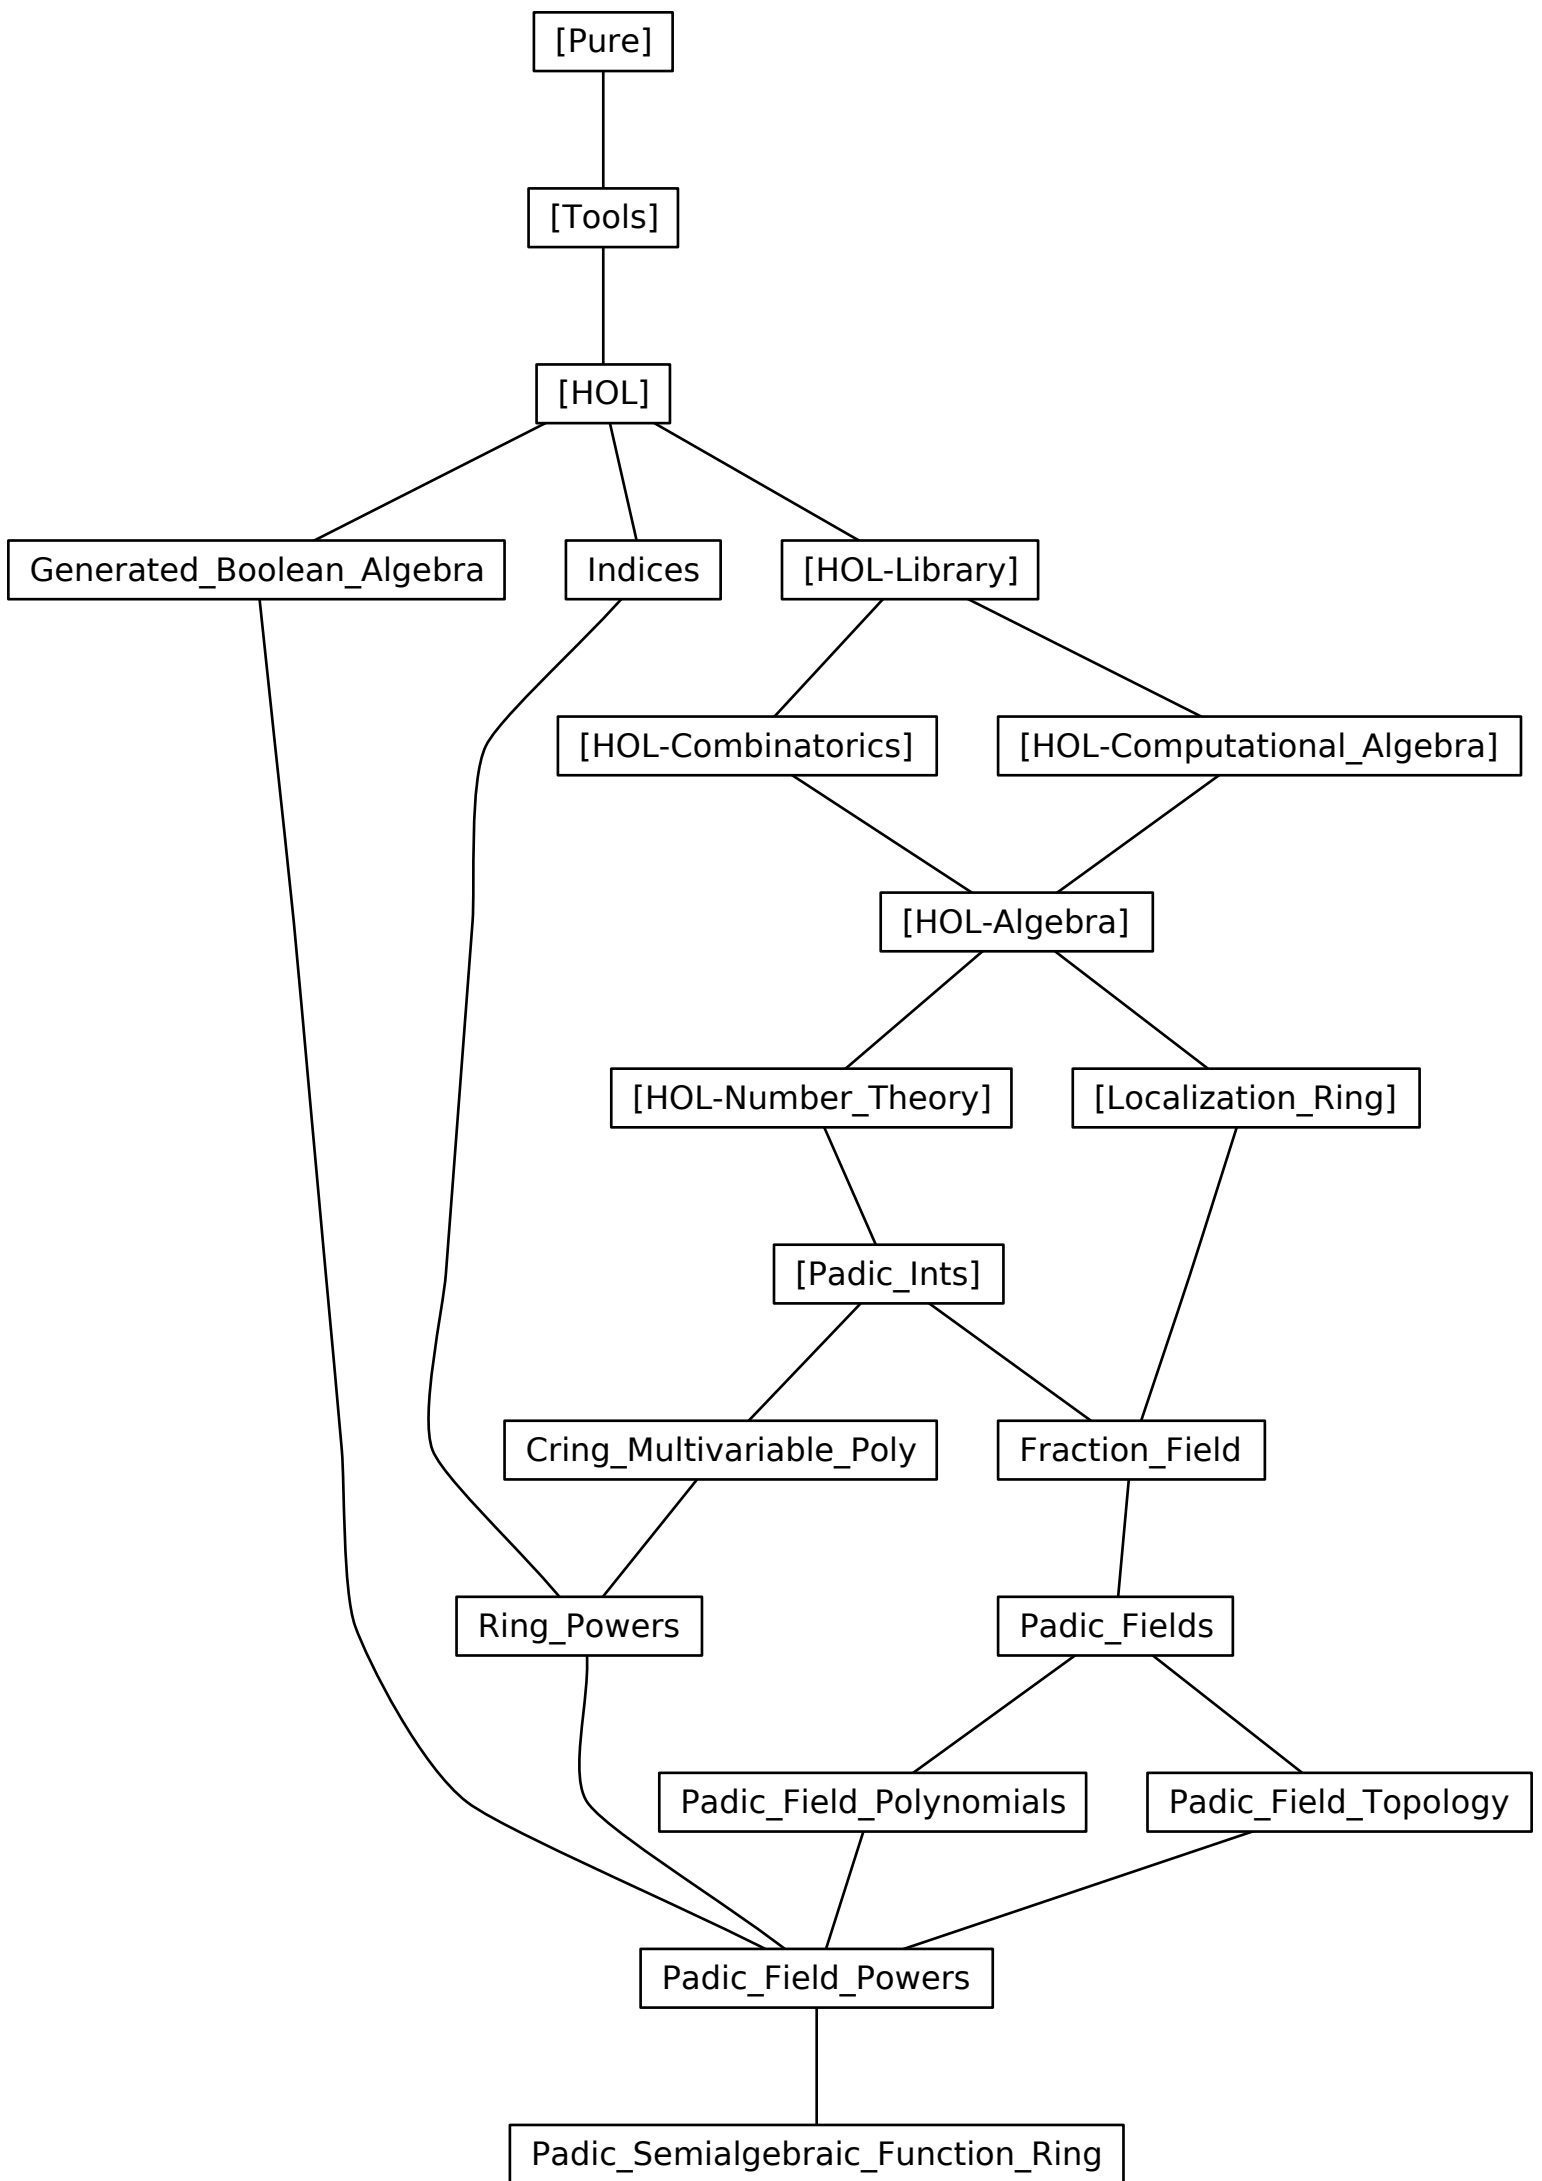 [Pure]
[Tools]
[HOL]
Generated_Boolean_Algebra
Indices
[HOL-Library]
[HOL-Combinatorics]
[HOL-Computational_Algebra]
[HOL-Algebra]
[HOL-Number_Theory]
[Localization_Ring]
[Padic_Ints]
Cring_Multivariable_Poly
Fraction_Field
Ring_Powers
Padic_Fields
Padic_Field_Polynomials
Padic_Field_Topology
Padic_Field_Powers
Padic_Semialgebraic_Function_Ring